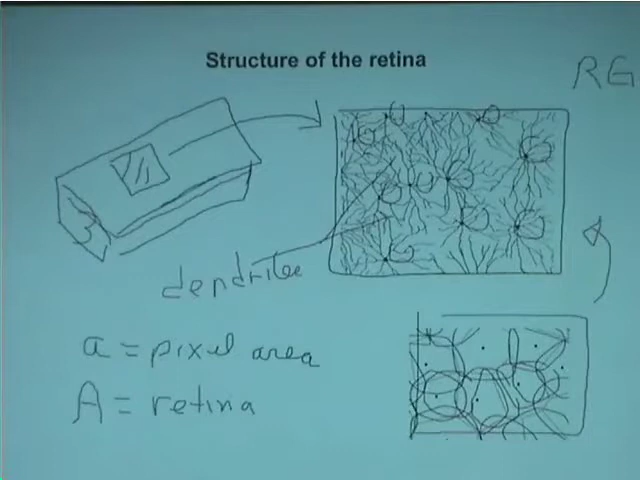 Structure of the retina
RG
dendrites
a = pixel area
A = retina